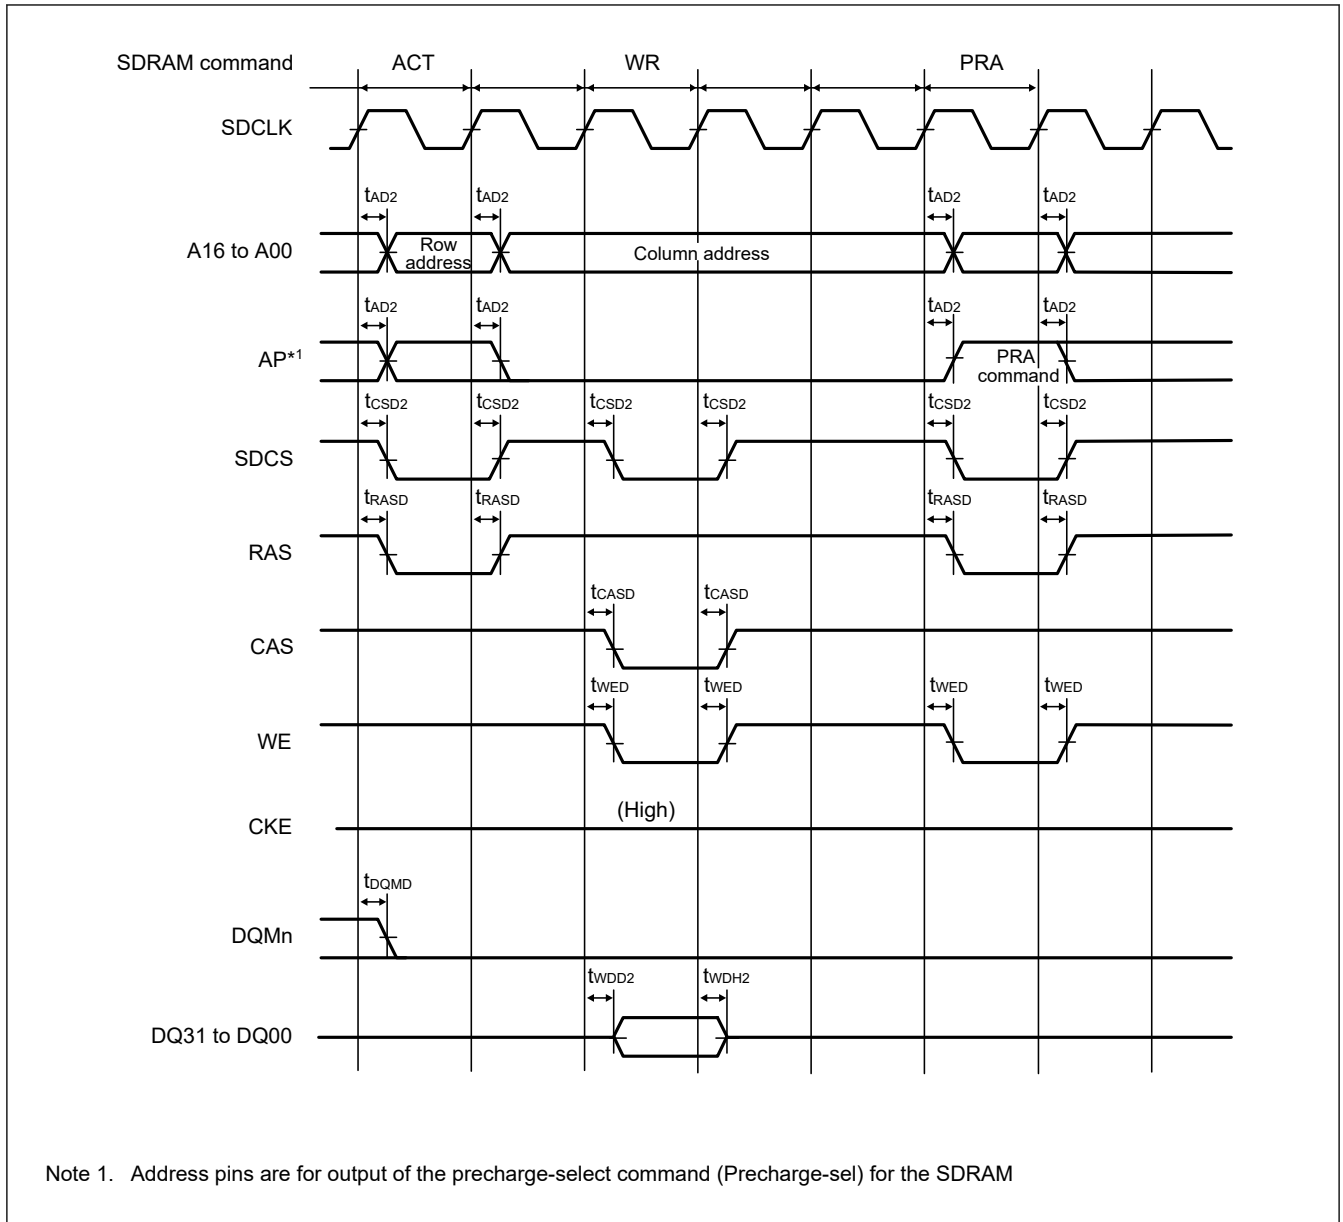 SDRAM command ACT WR PRA
SDCLK
tAD2 tAD2 tAD2 tAD2
A16 to A00 Row address Column address
tAD2 tAD2 tAD2 tAD2
AP*1 PRA command
tCSD2 tCSD2 tCSD2 tCSD2 tCSD2 tCSD2
SDCS
tRASD tRASD tRASD tRASD
RAS
tCASD tCASD
CAS
tWED tWED tWED tWED
WE
(High)
CKE
tDQMD
DQMn
tWDD2 tWDH2
DQ31 to DQ00
Note 1. Address pins are for output of the precharge-select command (Precharge-sel) for the SDRAM